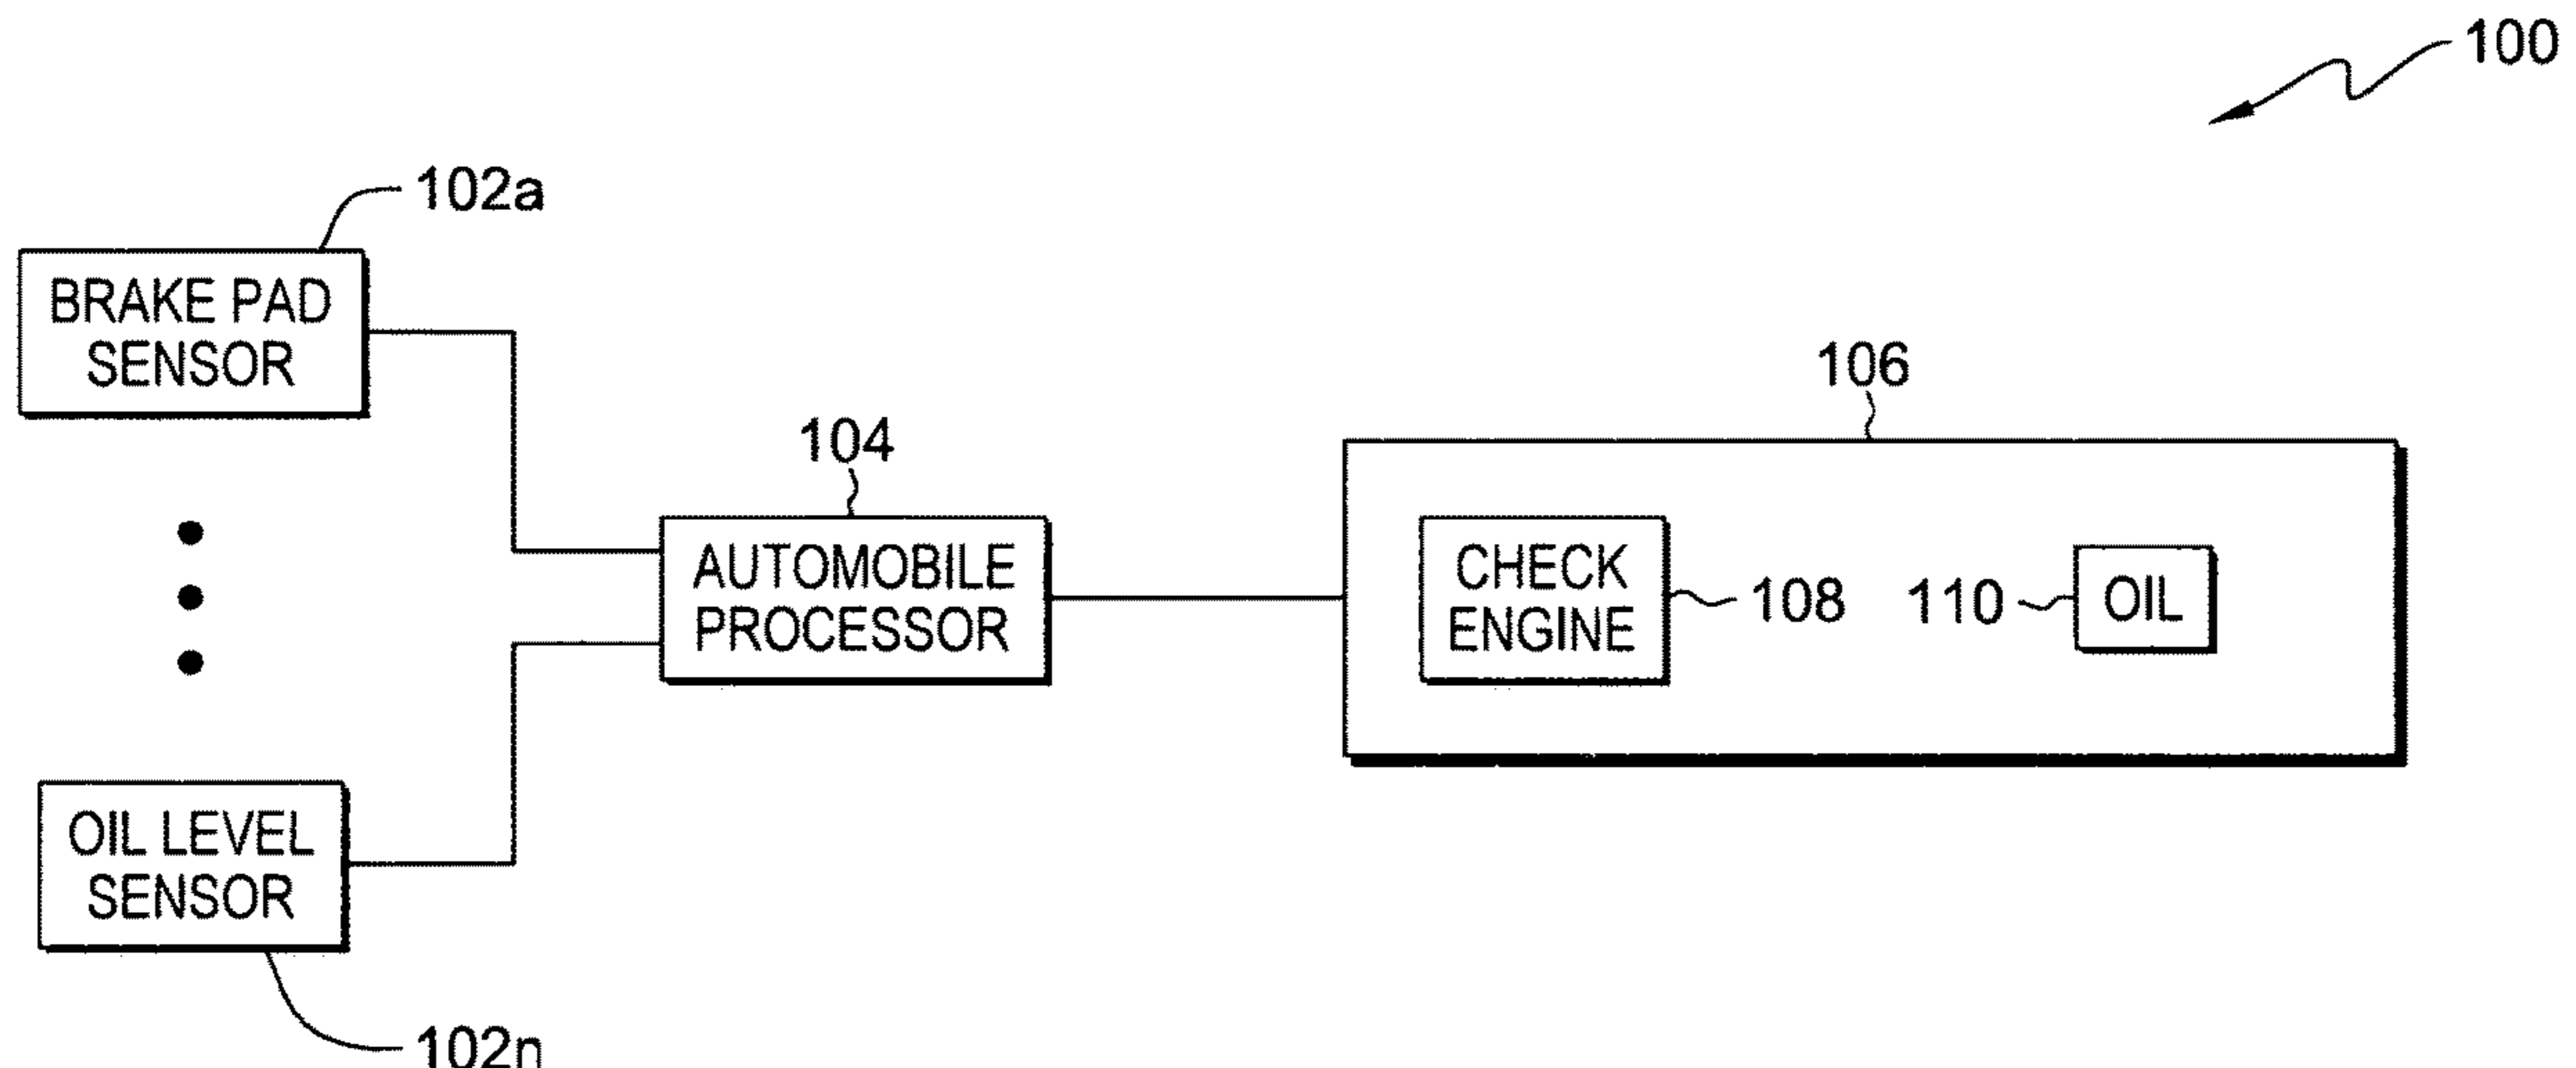 100
102a
BRAKE PAD
SENSOR
106
104
AUTOMOBILE
PROCESSOR
CHECK
ENGINE
108
110
OIL
OIL LEVEL
SENSOR
102n